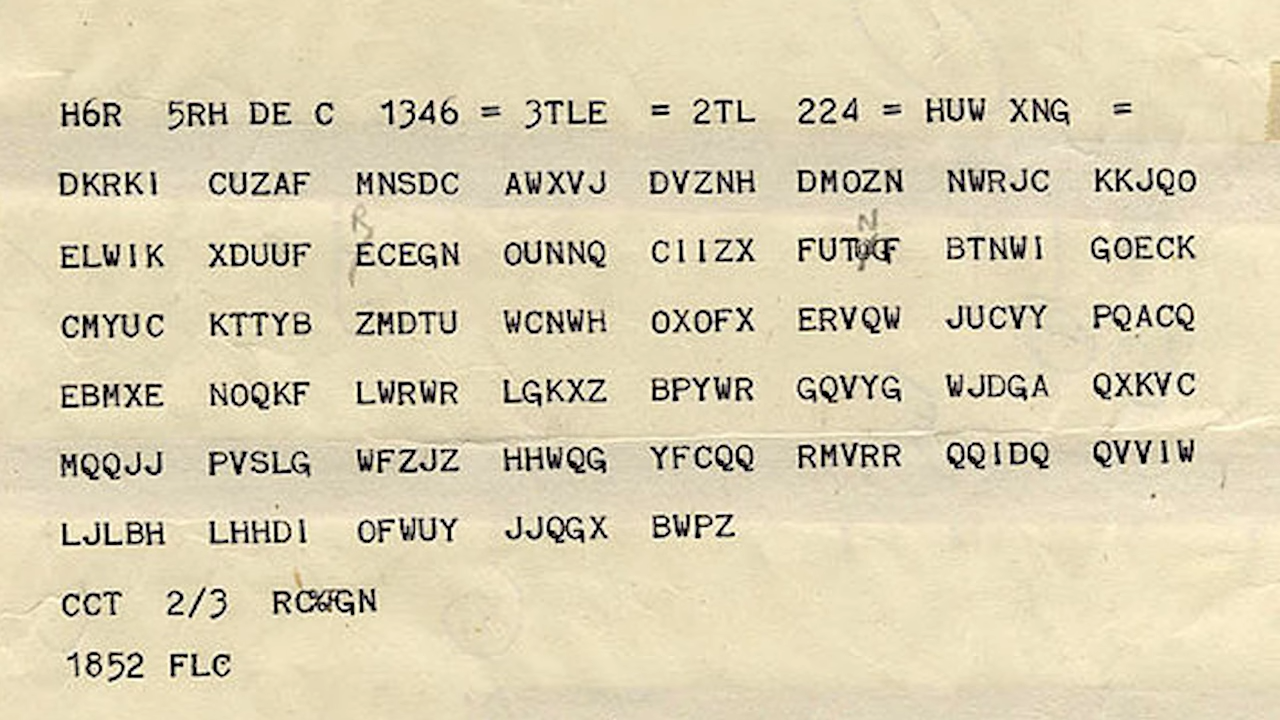 H6R 5RH DE C 1346 = 3TLE = 2TL 224 = HUW XNG =
DKRKI CUZAF MNSDC AWXVJ DVZNH DMOZN NWRJC KKJQO
B N
ELWIK XDUUF ECEGN OUNNQ CIIZX BTNWI GOECK
CMYUC KTTYB ZMDTU WCNWH OXOFX ERVQW JUCVY PQACQ
EBMXE NOQKF LWRWR LGKXZ BPYWR GQVYG WJDGA QXKVC
MQQJJ PVSLG WFZJZ HHWQG YFCQQ RMVRR QQIDQ QVVIW
LJLBH LHHDI OFWUY JJQGX BWPZ
CCT 2/3
1852 FLC